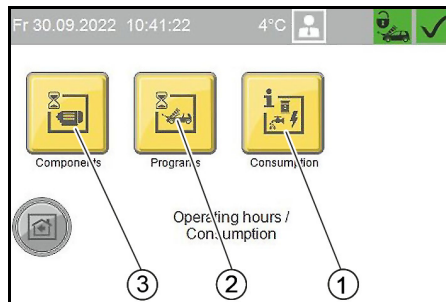 Fr 30.09.2022 10:41:22 4°C
Components Programs Consumption
Operating hours /
Consumption
3 2 1